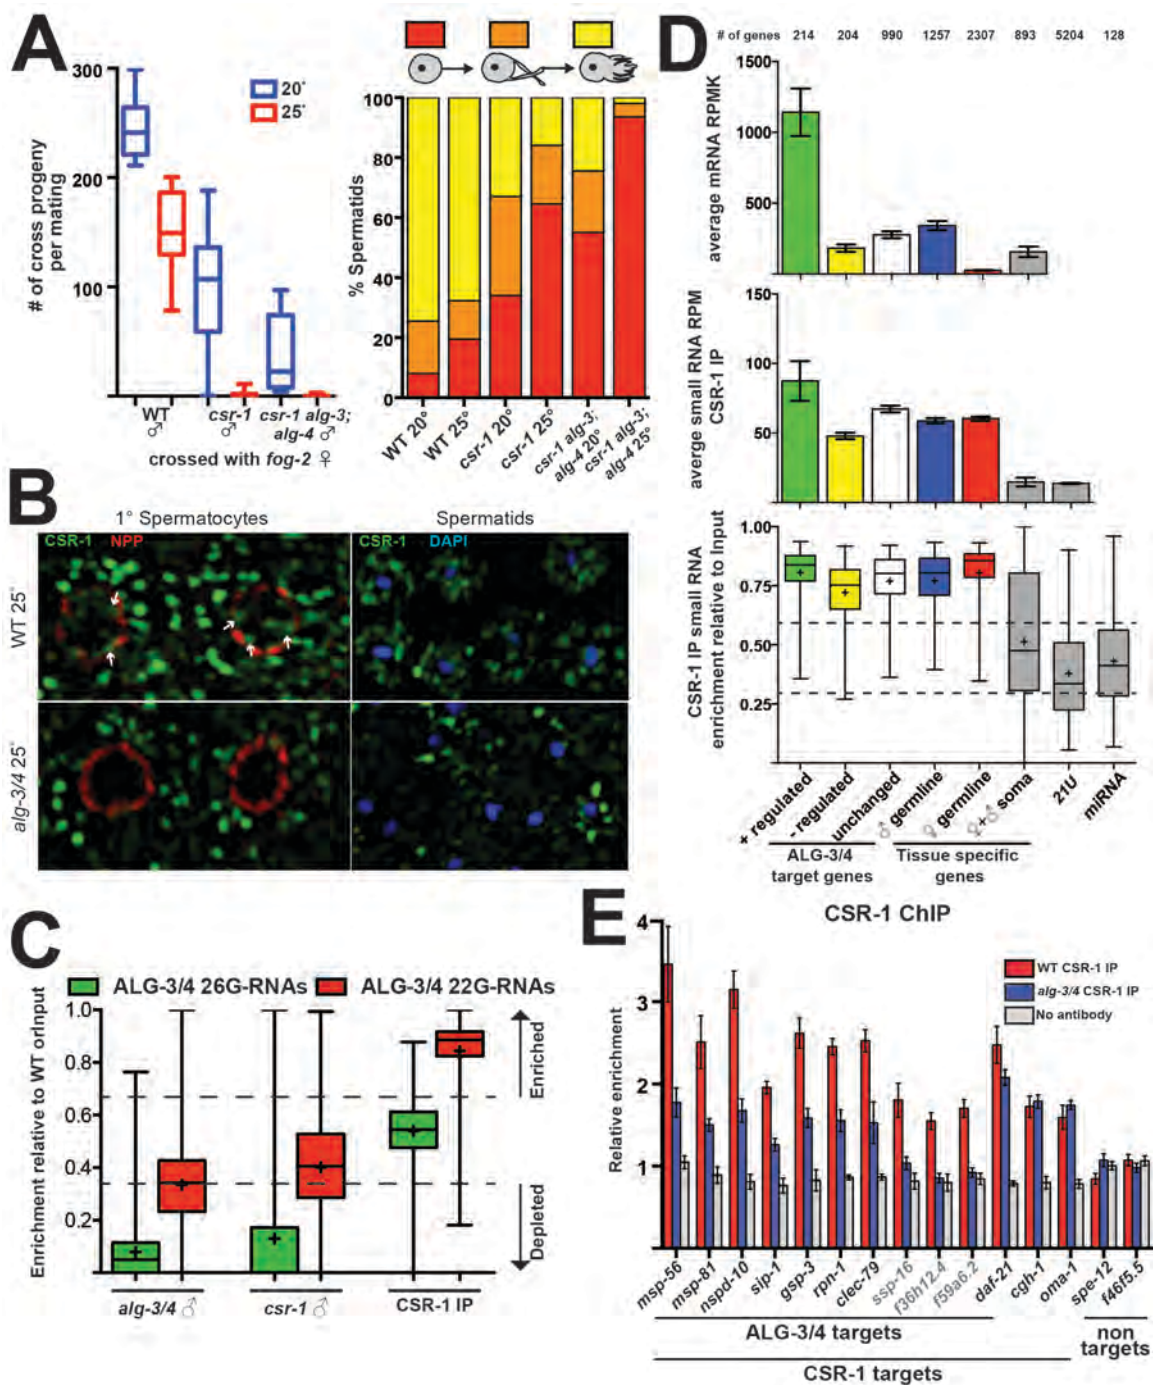 A
300
200
100
# of cross progeny
per mating
20°
25°
WT
♂
csr-1
♂
csr-1 alg-3;
alg-4 ♂
crossed with fog-2 ♀
100
80
60
40
20
0
% Spermatids
WT 20°
WT 25°
csr-1 20°
csr-1 25°
csr-1 alg-3;
alg-4 20°
csr-1 alg-3;
alg-4 25°
B
1° Spermatocytes
Spermatids
CSR-1 NPP
CSR-1 DAPI
WT 25°
alg-3/4 25°
C
ALG-3/4 26G-RNAs
ALG-3/4 22G-RNAs
Enrichment relative to WT orInput
1.0
0.8
0.6
0.4
0.2
Enriched
Depleted
alg-3/4 ♂
csr-1 ♂
CSR-1 IP
D
# of genes 214 204 990 1257 2307 893 5204 128
average mRNA RPMK
1500
1000
500
averge small RNA RPM
CSR-1 IP
150
100
50
CSR-1 IP small RNA
enrichment relative to Input
1.00
0.75
0.50
0.25
+ regulated
- regulated
unchanged
♂ germline
♀ germline
♀+♂ soma
21U
miRNA
ALG-3/4
target genes
Tissue specific
genes
E
CSR-1 ChIP
Relative enrichment
4
3
2
1
WT CSR-1 IP
alg-3/4 CSR-1 IP
No antibody
msp-56
msp-81
nspd-10
sip-1
gsp-3
rpn-1
clec-79
ssp-16
f36h12.4
f59a6.2
daf-21
cgh-1
oma-1
spe-12
f46f5.5
ALG-3/4 targets
non
targets
CSR-1 targets